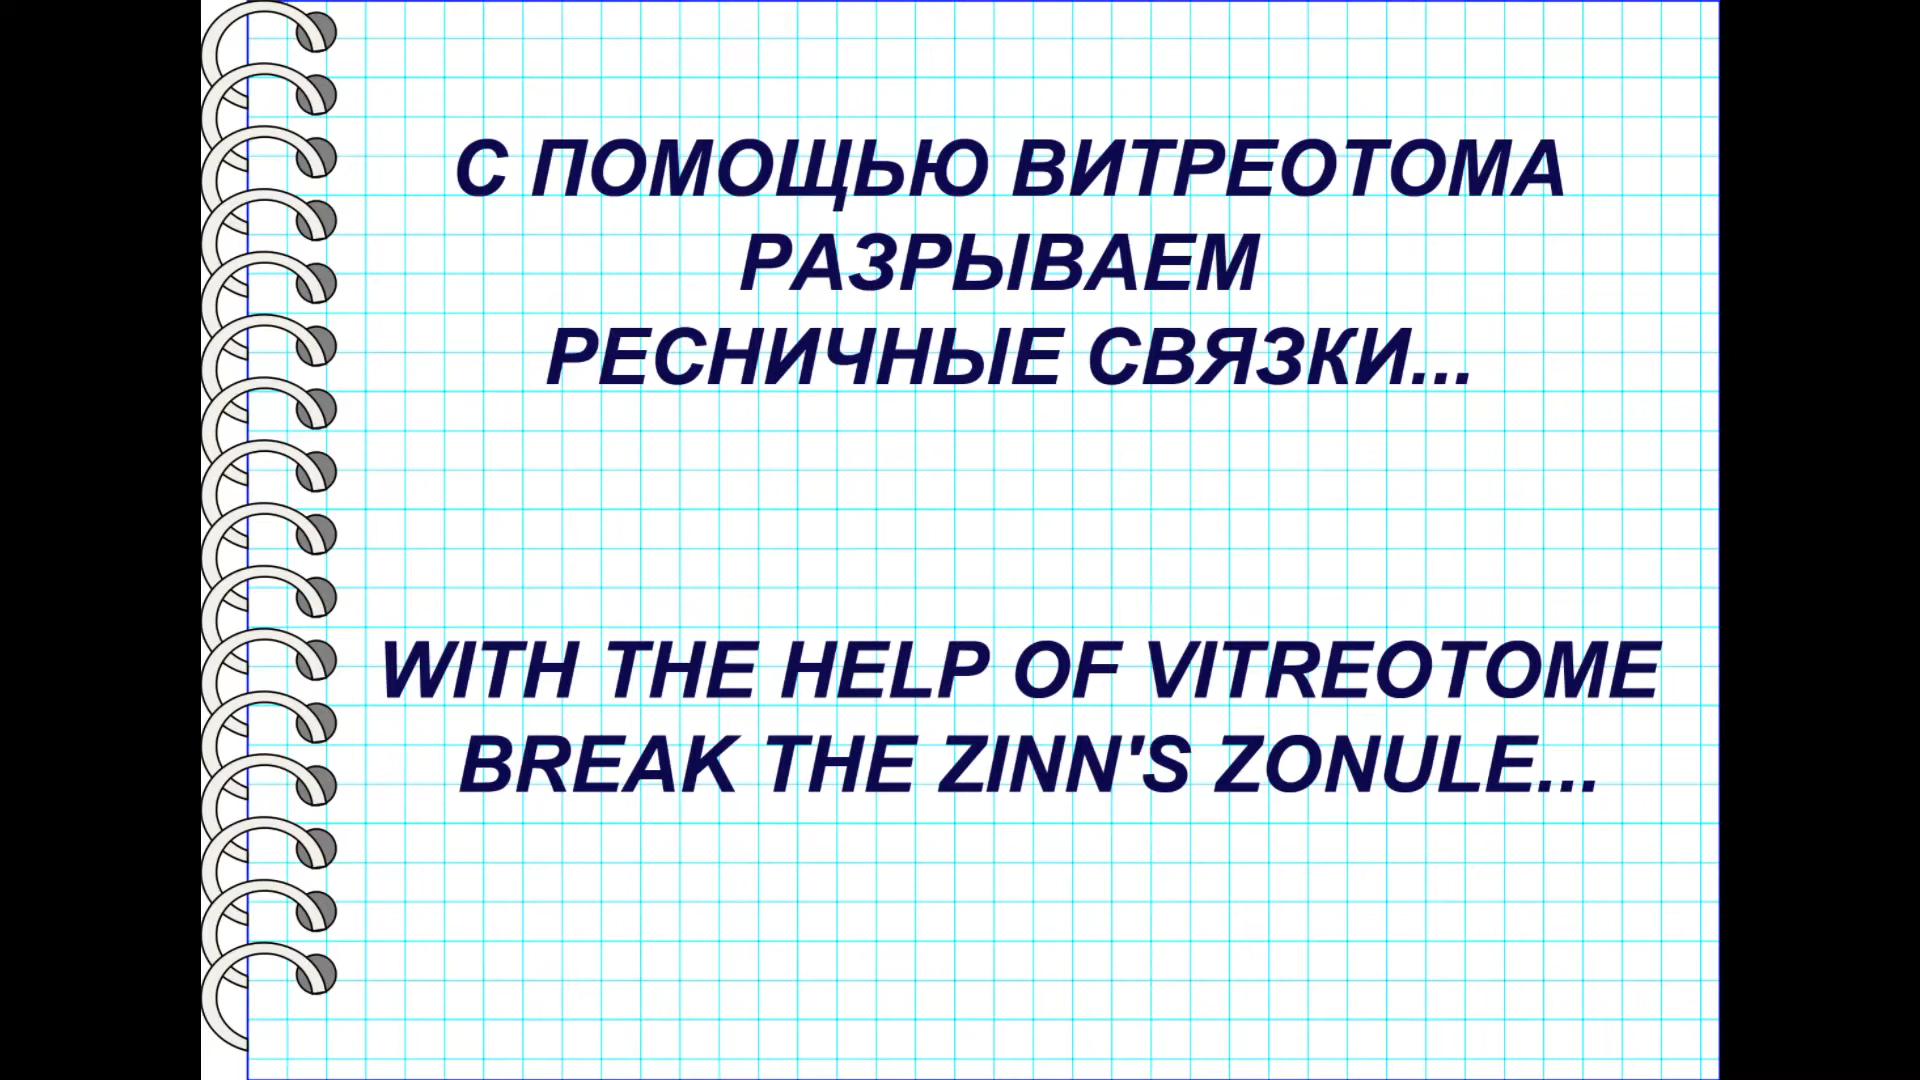 С ПОМОЩЬЮ ВИТРЕОТОМА
РАЗРЫВАЕМ
РЕСНИЧНЫЕ СВЯЗКИ...
WITH THE HELP OF VITREOTOME
BREAK THE ZINN'S ZONULE...